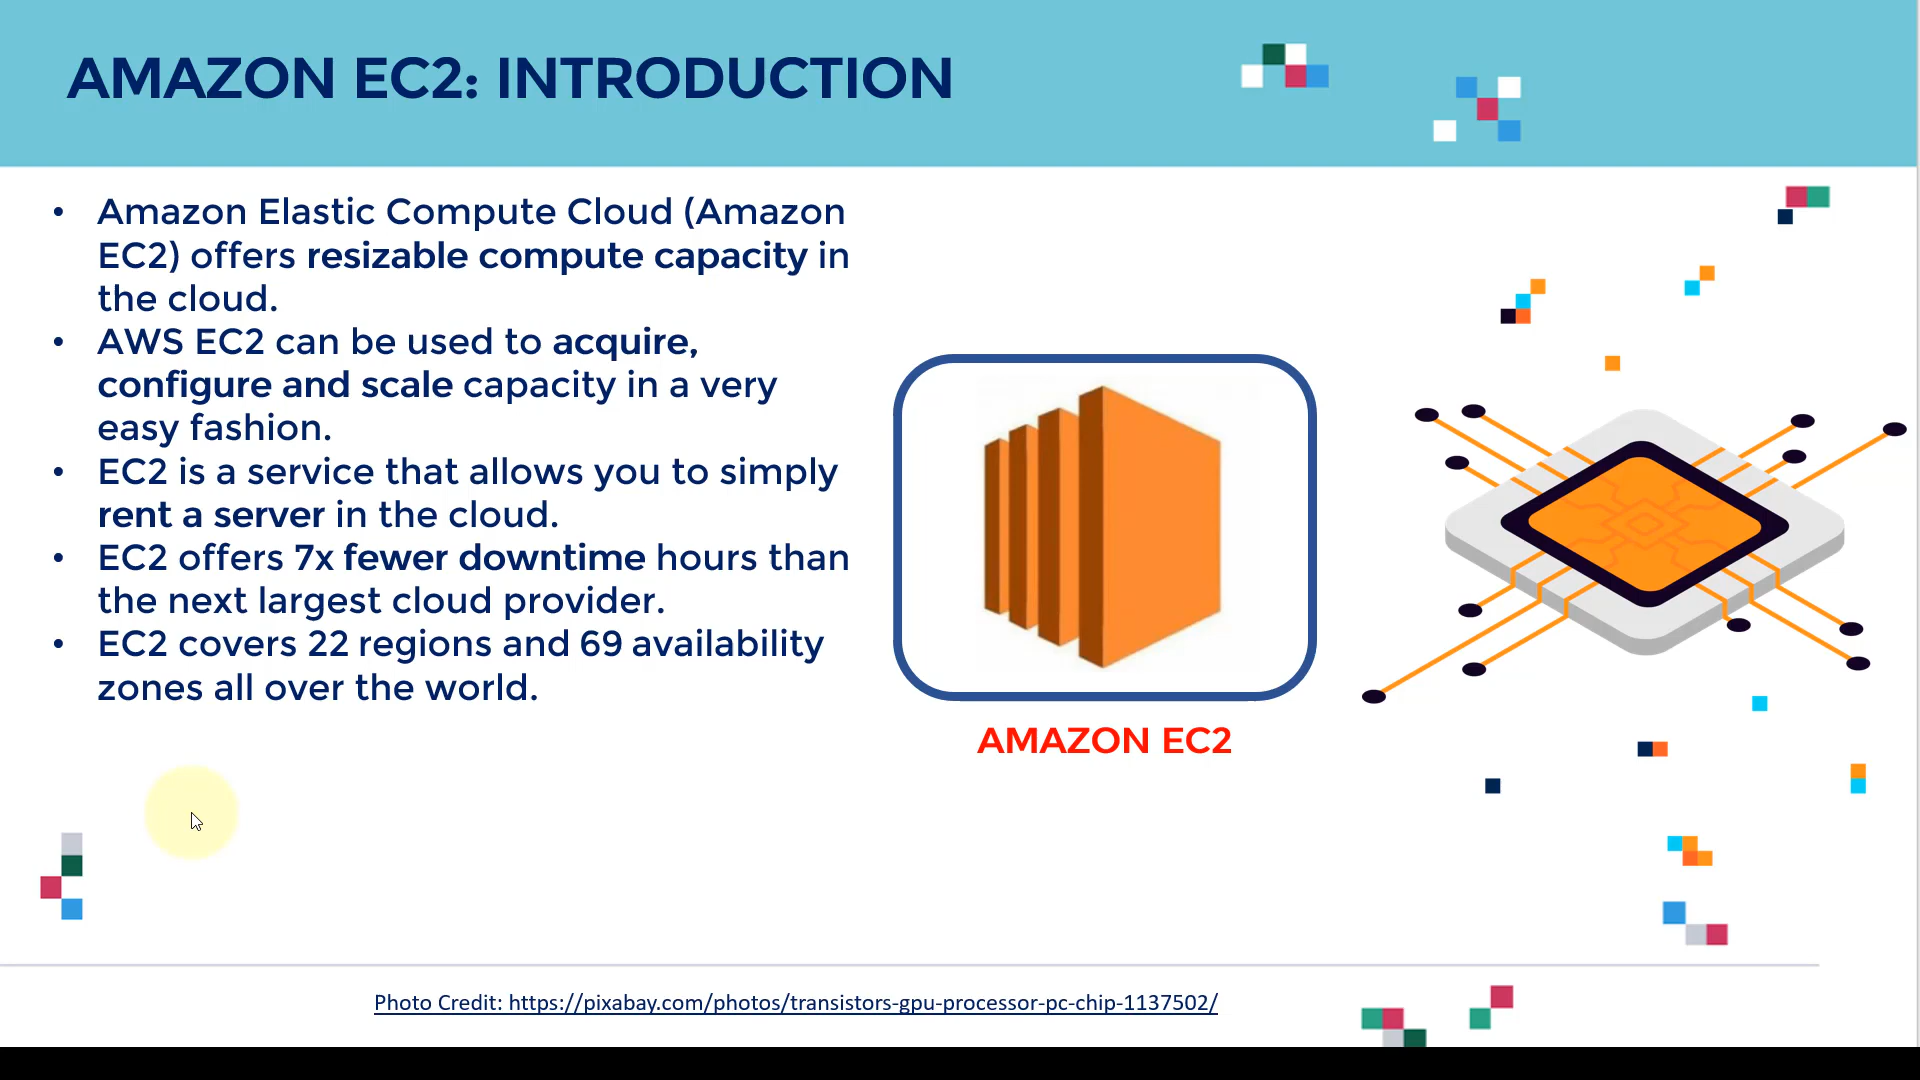 AMAZON EC2: INTRODUCTION
• Amazon Elastic Compute Cloud (Amazon
EC2) offers resizable compute capacity in
the cloud.
• AWS EC2 can be used to acquire,
configure and scale capacity in a very
easy fashion.
• EC2 is a service that allows you to simply
rent a server in the cloud.
• EC2 offers 7x fewer downtime hours than
the next largest cloud provider.
• EC2 covers 22 regions and 69 availability
zones all over the world.
AMAZON EC2
Photo Credit: https://pixabay.com/photos/transistors-gpu-processor-pc-chip-1137502/